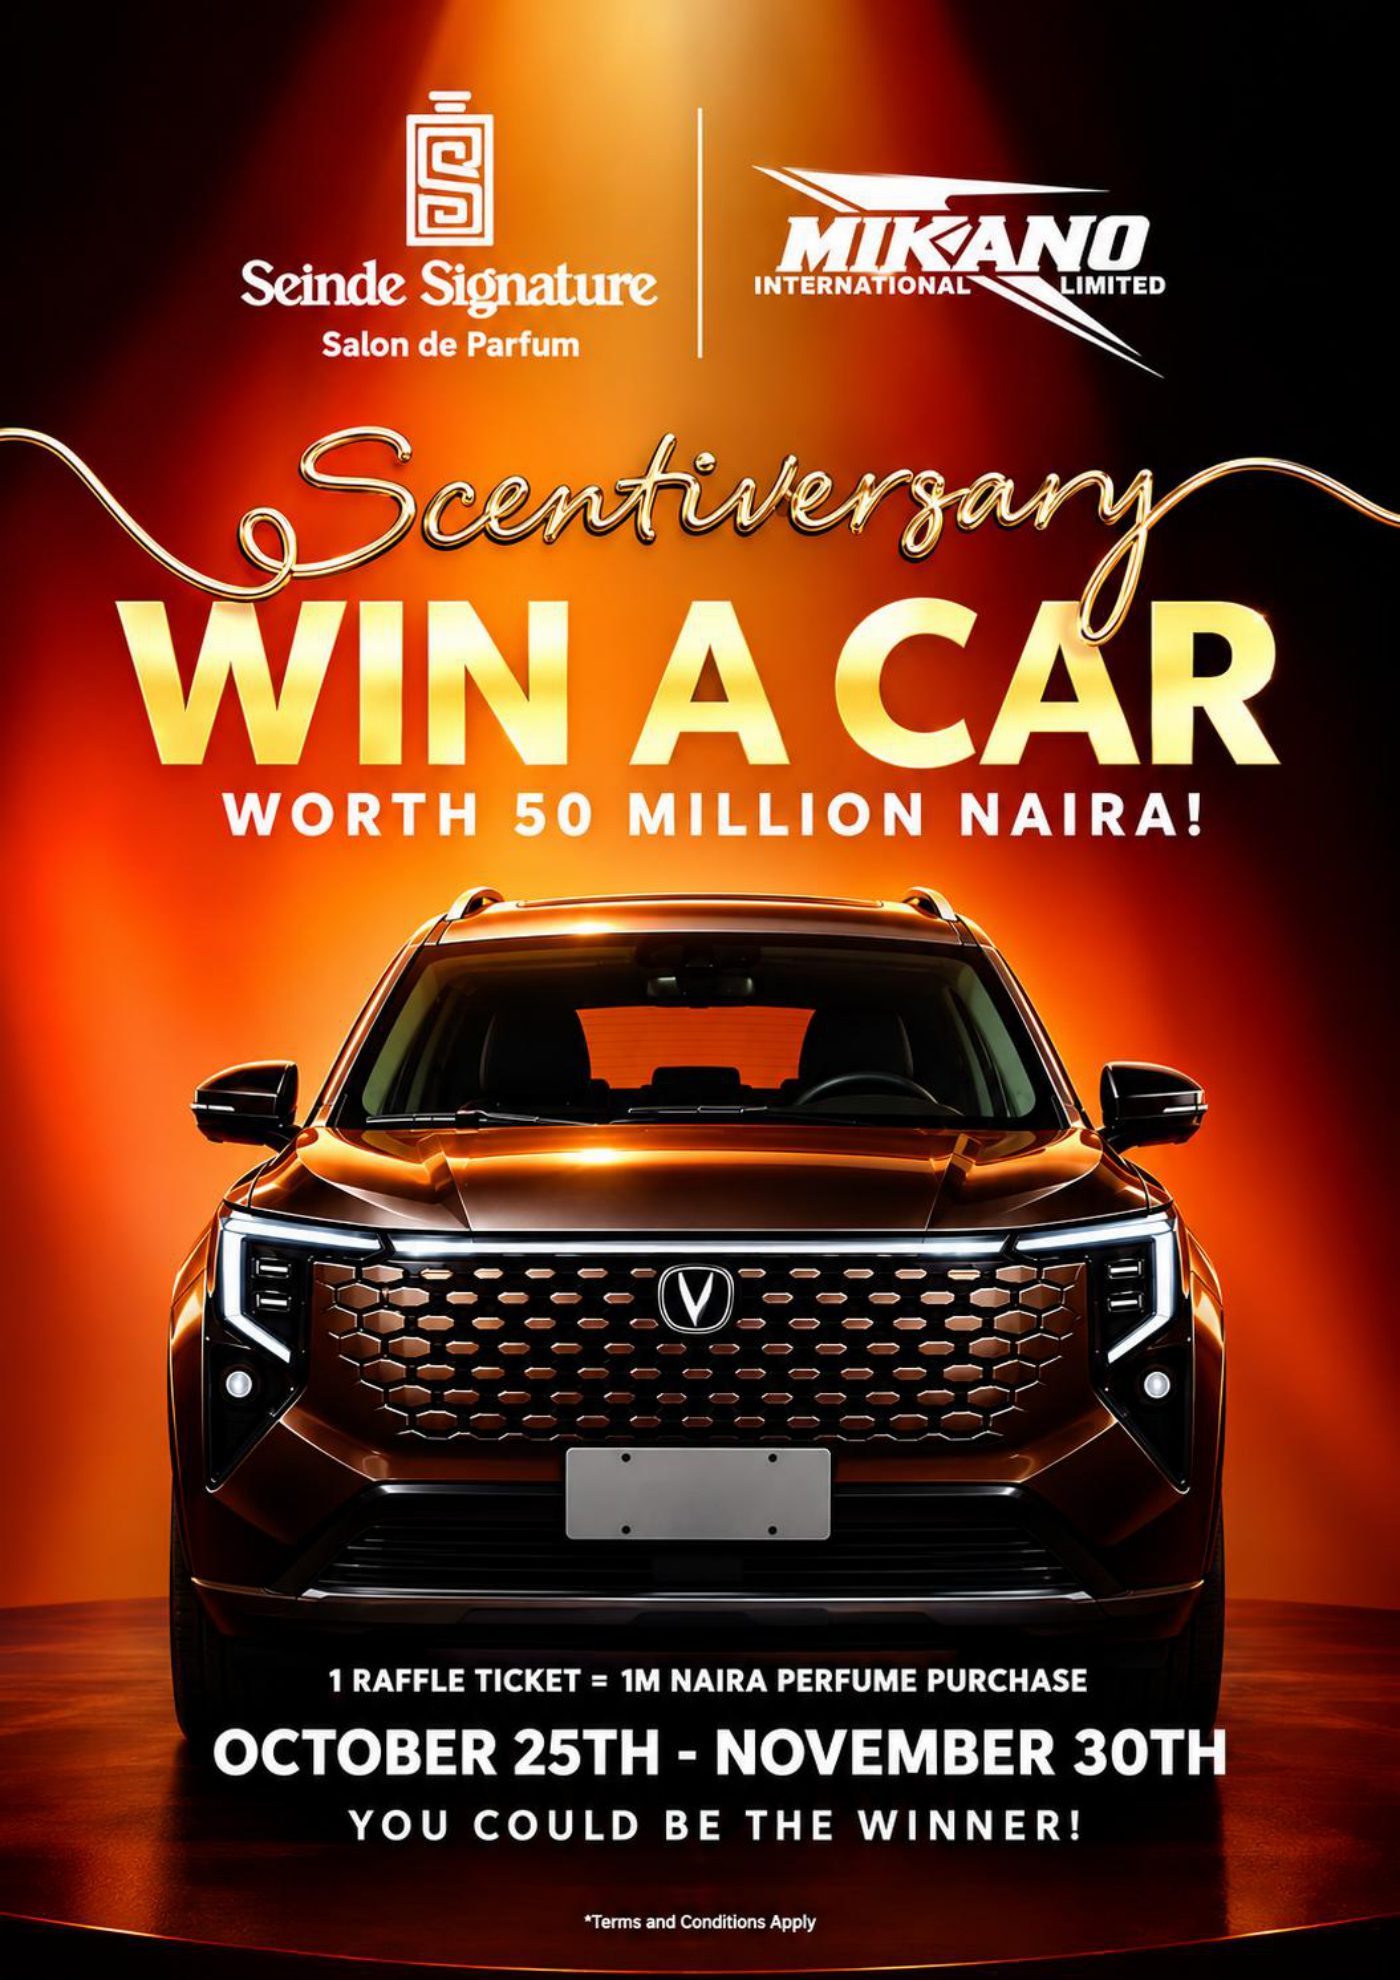 Seinde Signature
Salon de Parfum
MIKANO
INTERNATIONAL LIMITED
Scentiversary
WIN A CAR
WORTH 50 MILLION NAIRA!
1 RAFFLE TICKET = 1M NAIRA PERFUME PURCHASE
OCTOBER 25TH - NOVEMBER 30TH
YOU COULD BE THE WINNER!
*Terms and Conditions Apply